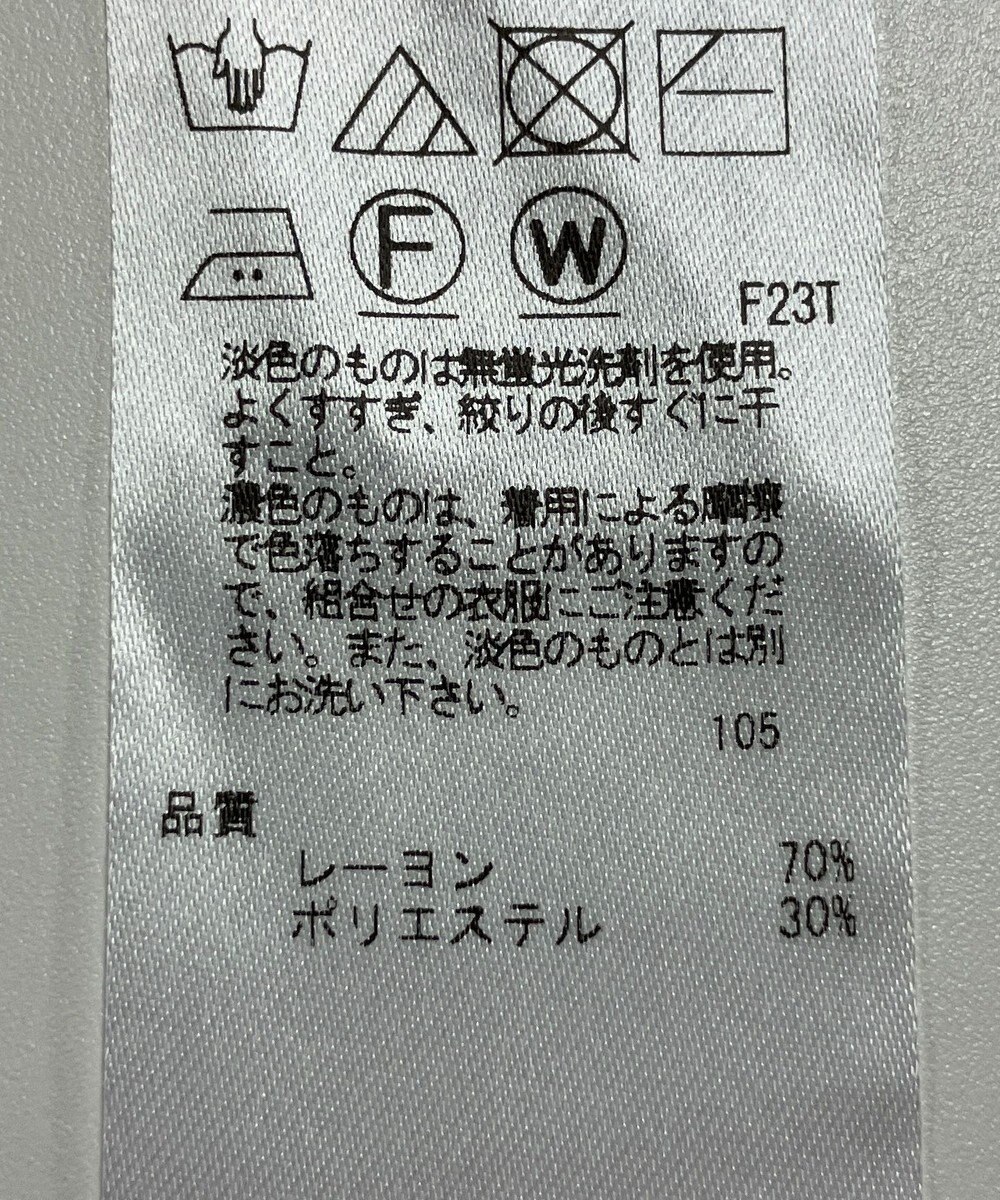 F
W
F23T
淡色のものは無蛍光洗剤を使用。
よくすすぎ、絞りの後すぐに干
すこと。
濃色のものは、着用による摩擦
で色落ちすることがありますの
で、組合せの衣服にご注意くだ
さい。また、淡色のものとは別
にお洗い下さい。
105
品質
レーヨン 70%
ポリエステル 30%